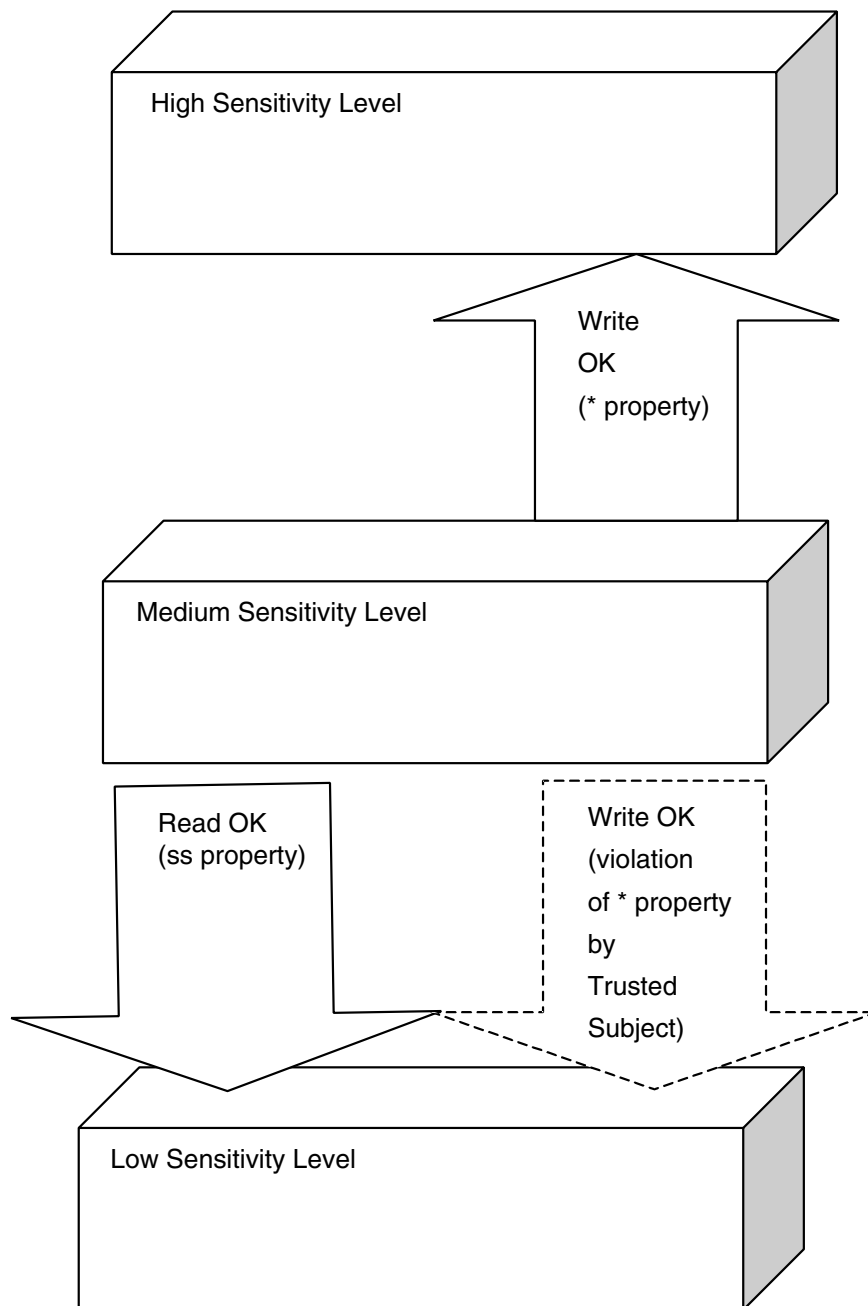 High Sensitivity Level
Write
OK
(* property)
Medium Sensitivity Level
Read OK
(ss property)
Write OK
(violation
of * property
by
Trusted
Subject)
Low Sensitivity Level